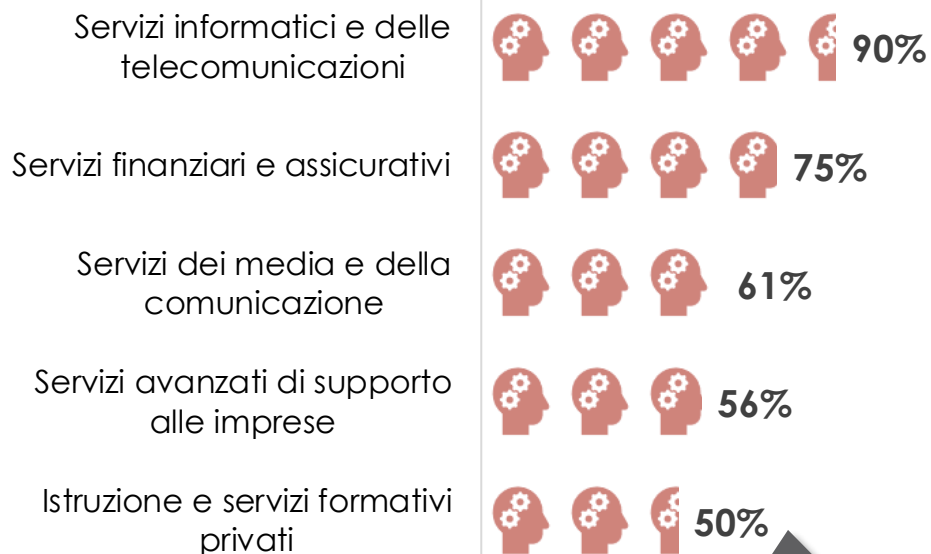 Servizi informatici e delle
telecomunicazioni
90%
Servizi finanziari e assicurativi
75%
Servizi dei media e della
comunicazione
61%
Servizi avanzati di supporto
alle imprese
56%
Istruzione e servizi formativi
privati
50%